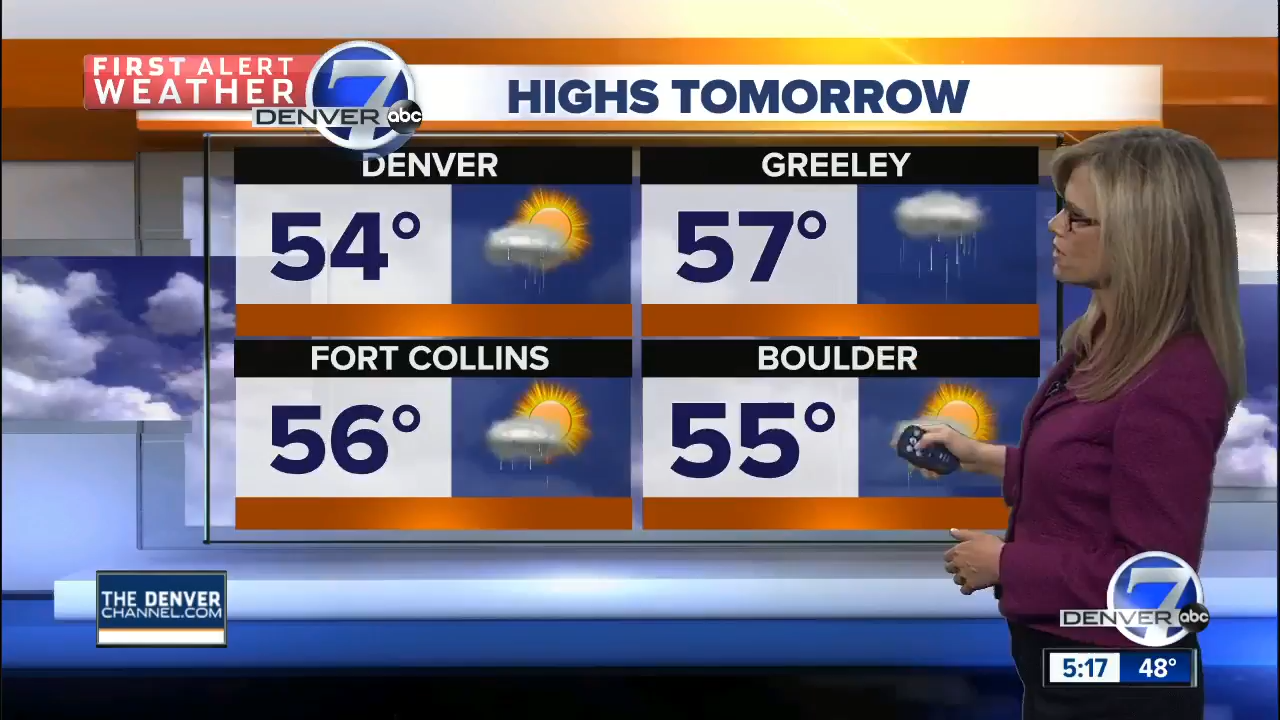 FIRST ALERT
WEATHER
7
DENVER abc
HIGHS TOMORROW
DENVER
54°
GREELEY
57°
FORT COLLINS
56°
BOULDER
55°
THE DENVER
CHANNEL.COM
7
DENVER abc
5:17 48°